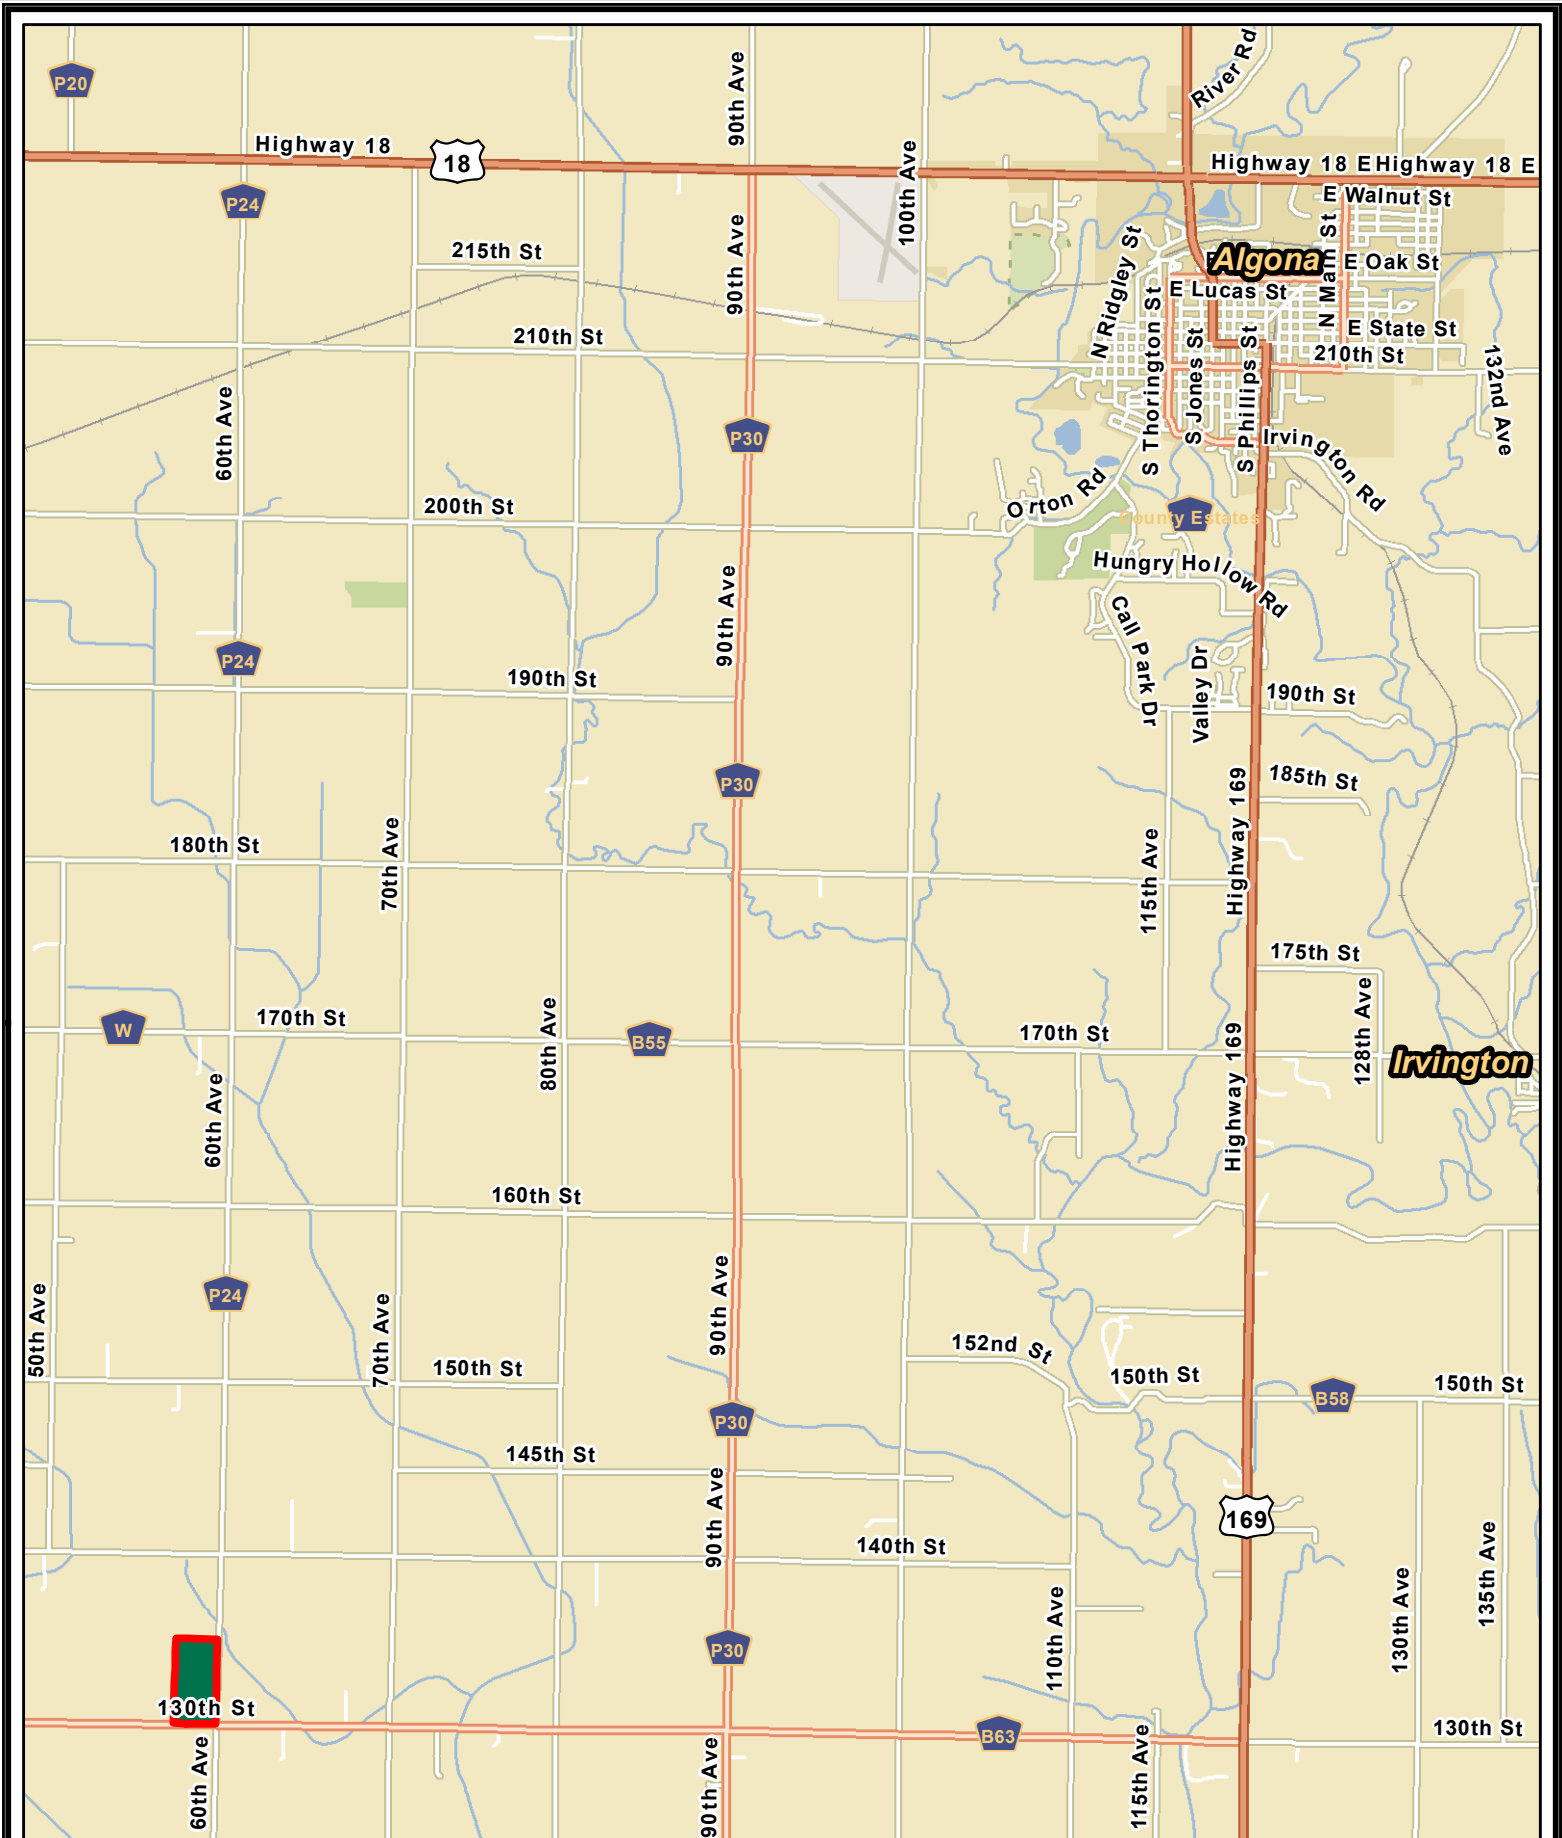 River Rd
P20
90th Ave
Highway 18
18
100th Ave
Highway 18 E
Highway 18 E
E Walnut St
P24
90th Ave
215th St
N Ridgley St
N Main St
Algona
E Oak St
E Lucas St
210th St
E State St
210th St
132nd Ave
S Thorington St
S Jones St
S Phillips St
60th Ave
P30
Irvington Rd
200th St
Orton Rd
County Estates
Hungry Hollow Rd
90th Ave
Call Park Dr
P24
190th St
Valley Dr
190th St
P30
185th St
Highway 169
180th St
70th Ave
115th Ave
175th St
128th Ave
W
170th St
80th Ave
B55
170th St
Highway 169
Irvington
60th Ave
160th St
P24
50th Ave
70th Ave
90th Ave
150th St
152nd St
150th St
B58
150th St
P30
145th St
90th Ave
169
140th St
135th Ave
130th Ave
110th Ave
P30
130th St
B63
130th St
60th Ave
90th Ave
115th Ave